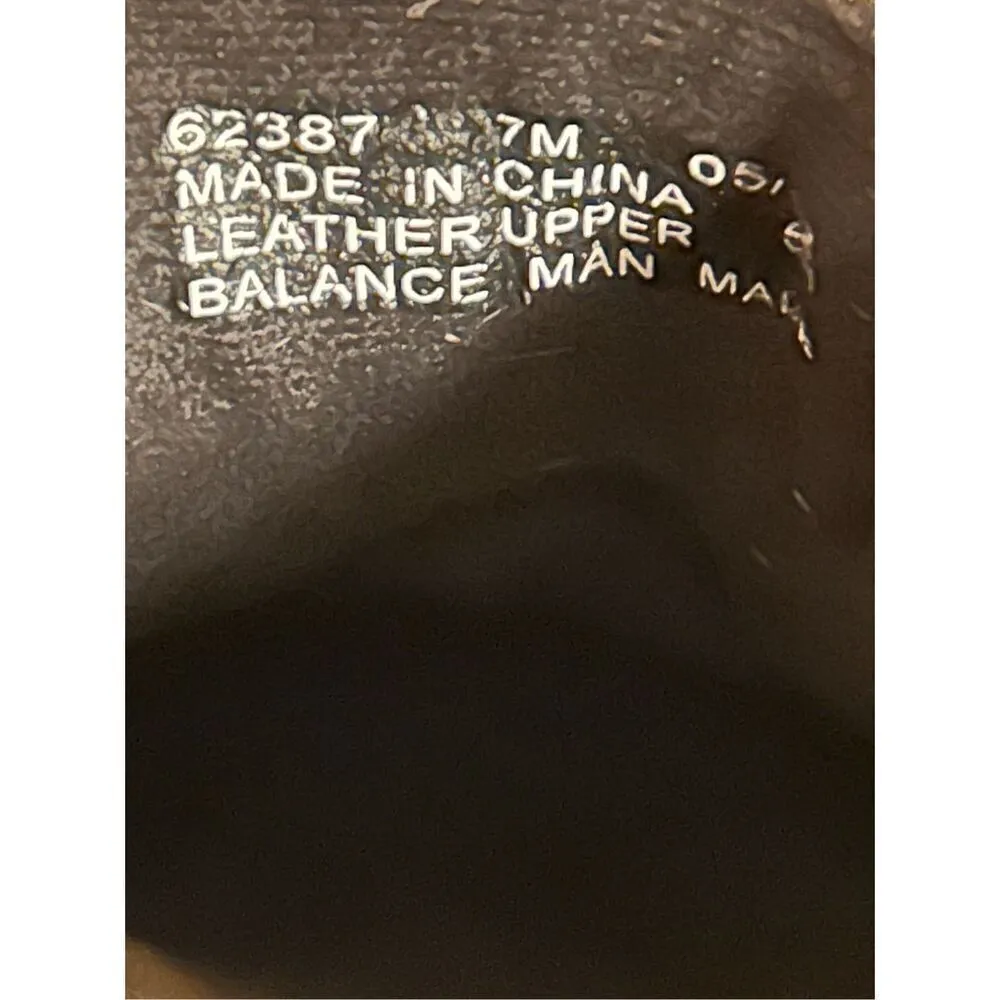 62387 7M 05/
MADE IN CHINA
LEATHER UPPER
BALANCE MAN